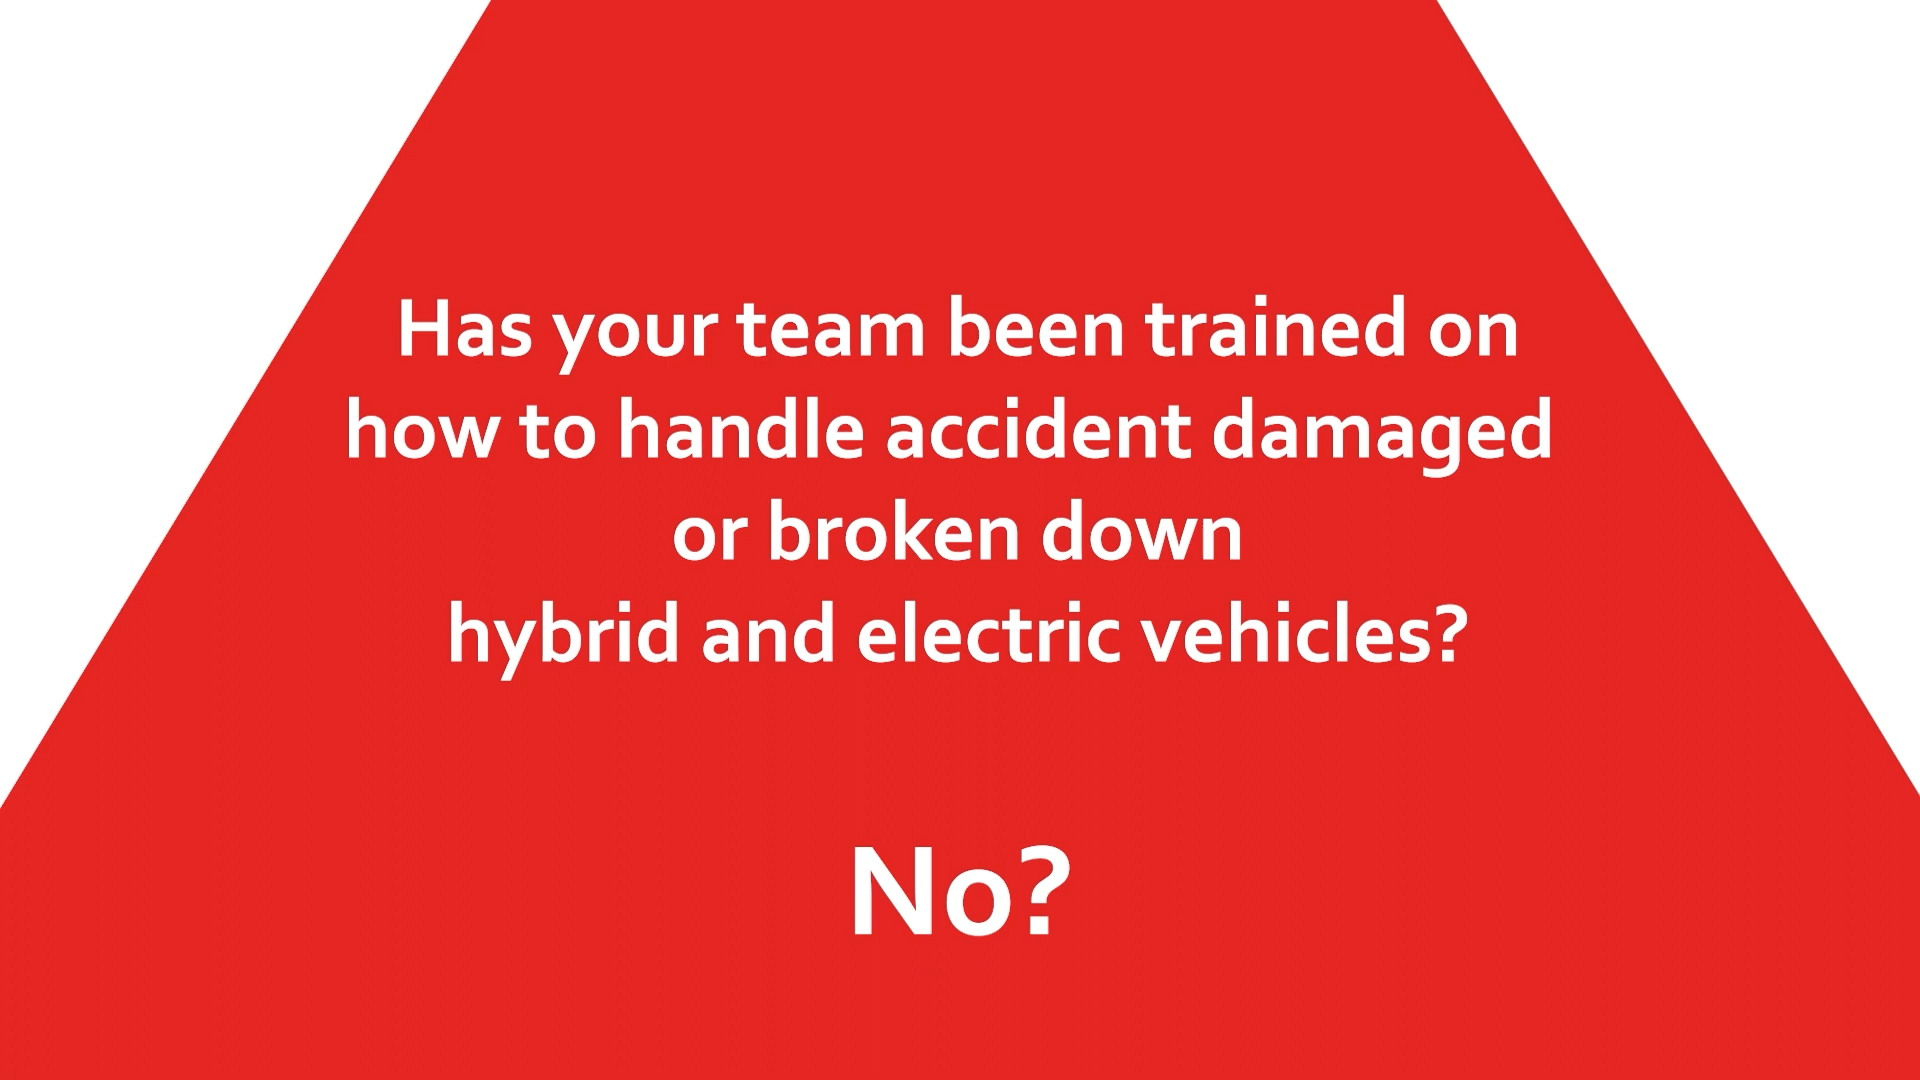 Has your team been trained on
how to handle accident damaged
or broken down
hybrid and electric vehicles?
No?